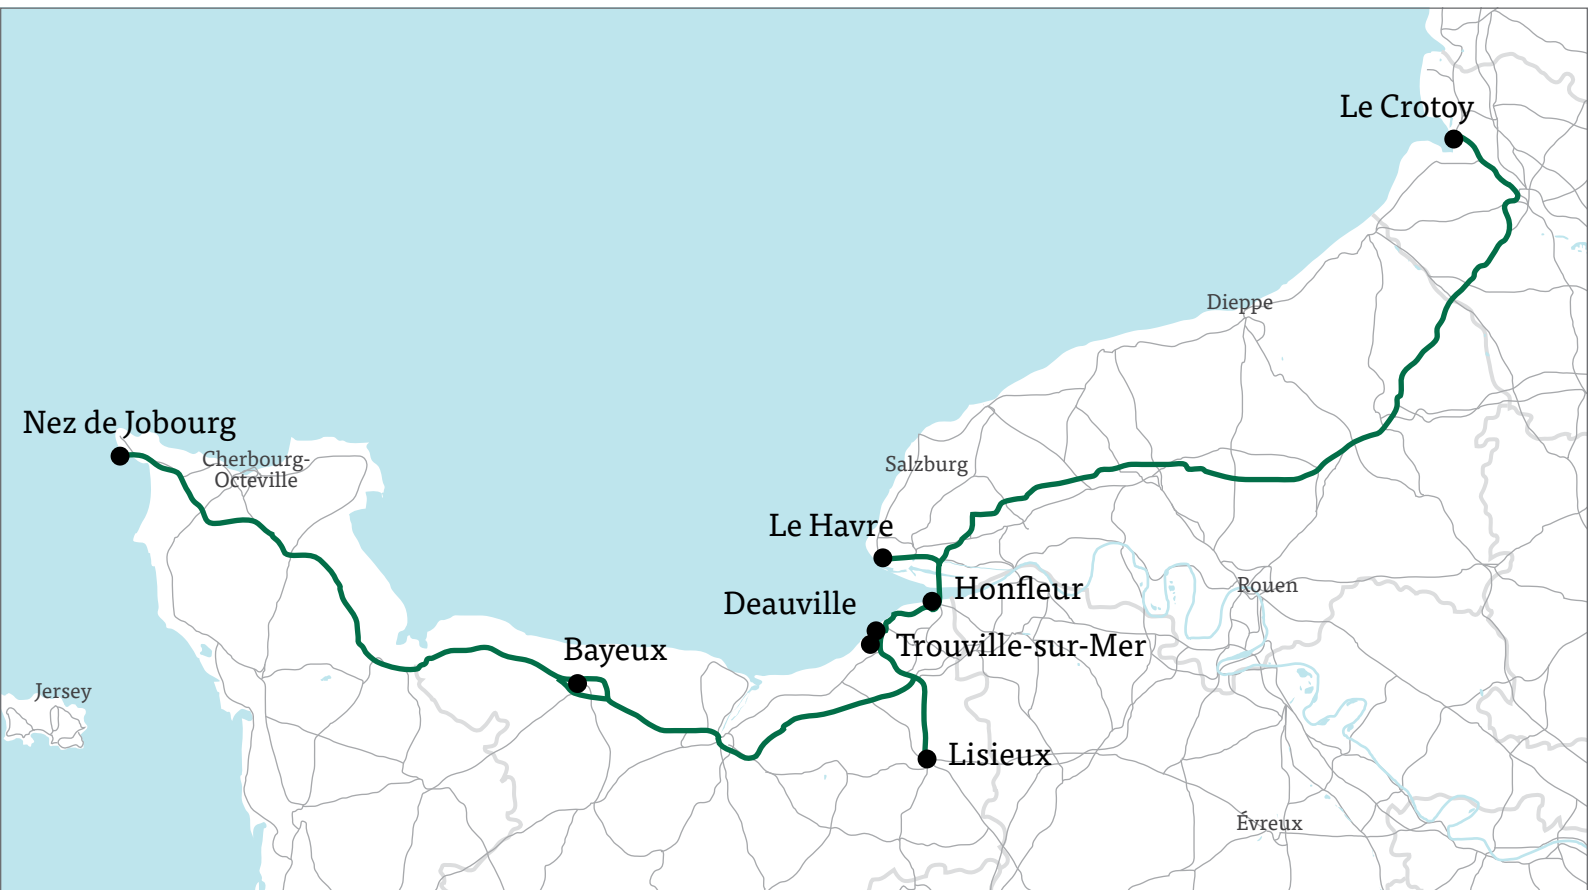 Le Crotoy
Dieppe
Nez de Jobourg
Cherbourg-
Octeville
Salzburg
Le Havre
Rouen
Honfleur
Deauville
Trouville-sur-Mer
Bayeux
Jersey
Lisieux
Évreux